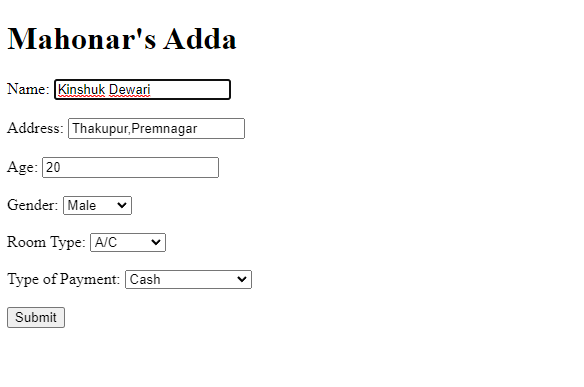 Mahonar's Adda
Name: Kinshuk Dewari
Address: Thakupur,Premnagar
Age: 20
Gender: Male
Room Type: A/C
Type of Payment: Cash
Submit